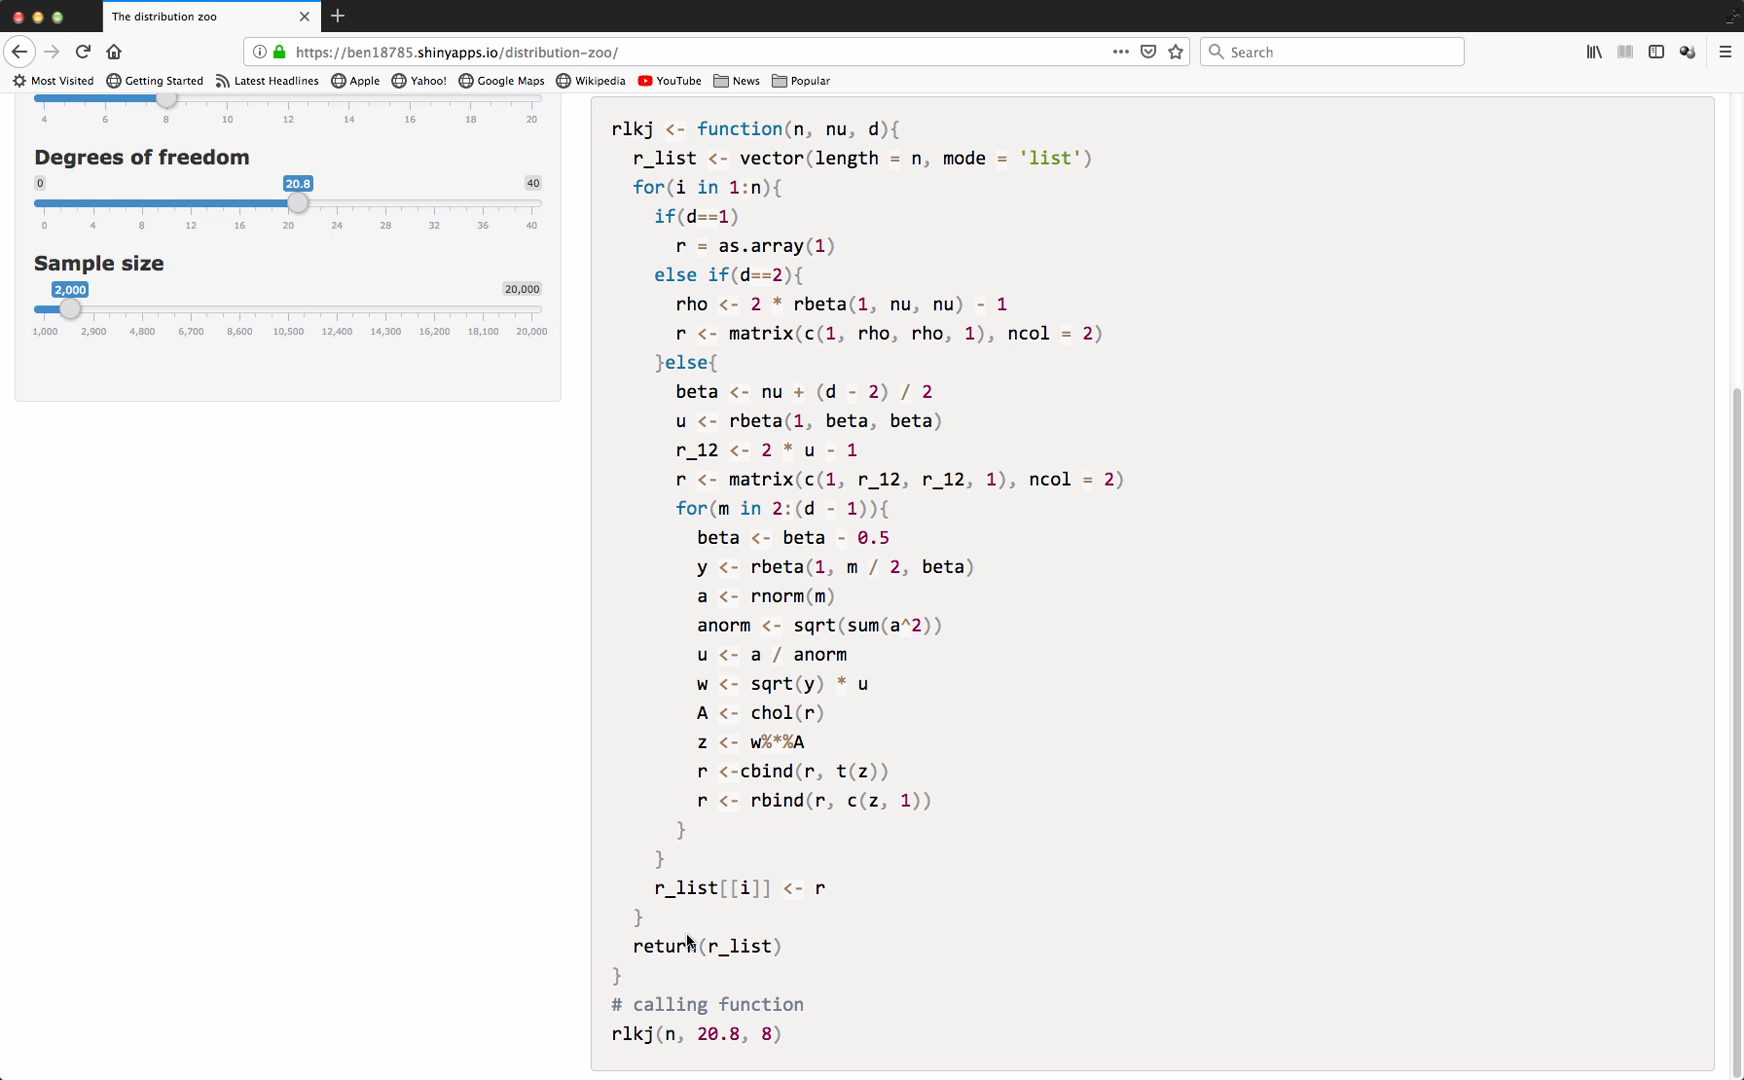 The distribution zoo
https://ben18785.shinyapps.io/distribution-zoo/
Search
Most Visited
Getting Started
Latest Headlines
Apple
Yahoo!
Google Maps
Wikipedia
YouTube
News
Popular
4 6 8 10 12 14 16 18 20
Degrees of freedom
0 20.8 40
0 4 8 12 16 20 24 28 32 36 40
Sample size
2,000 20,000
1,000 2,900 4,800 6,700 8,600 10,500 12,400 14,300 16,200 18,100 20,000
rlkj <- function(n, nu, d){
r_list <- vector(length = n, mode = 'list')
for(i in 1:n){
if(d==1)
r = as.array(1)
else if(d==2){
rho <- 2 * rbeta(1, nu, nu) - 1
r <- matrix(c(1, rho, rho, 1), ncol = 2)
}else{
beta <- nu + (d - 2) / 2
u <- rbeta(1, beta, beta)
r_12 <- 2 * u - 1
r <- matrix(c(1, r_12, r_12, 1), ncol = 2)
for(m in 2:(d - 1)){
beta <- beta - 0.5
y <- rbeta(1, m / 2, beta)
a <- rnorm(m)
anorm <- sqrt(sum(a^2))
u <- a / anorm
w <- sqrt(y) * u
A <- chol(r)
z <- w%*%A
r <-cbind(r, t(z))
r <- rbind(r, c(z, 1))
}
}
r_list[[i]] <- r
}
return(r_list)
}
# calling function
rlkj(n, 20.8, 8)